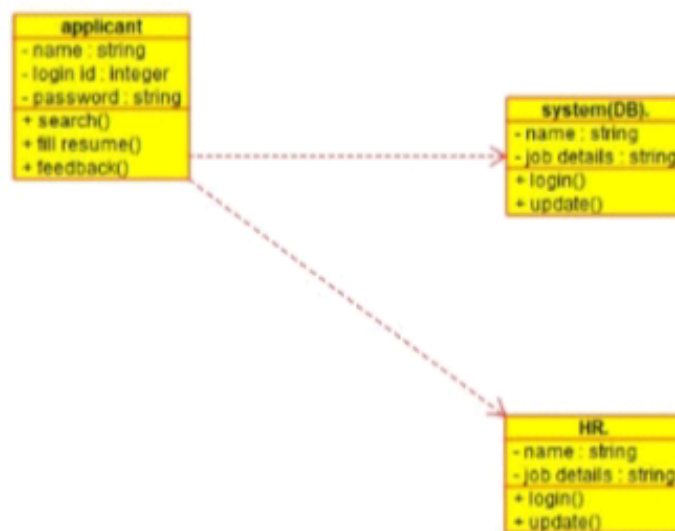 applicant
- name : string
- login id : integer
- password : string
+ search()
+ fill resume()
+ feedback()
system(DB).
- name : string
- job details : string
+ login()
+ update()
HR.
- name : string
- job details : string
+ login()
+ update()